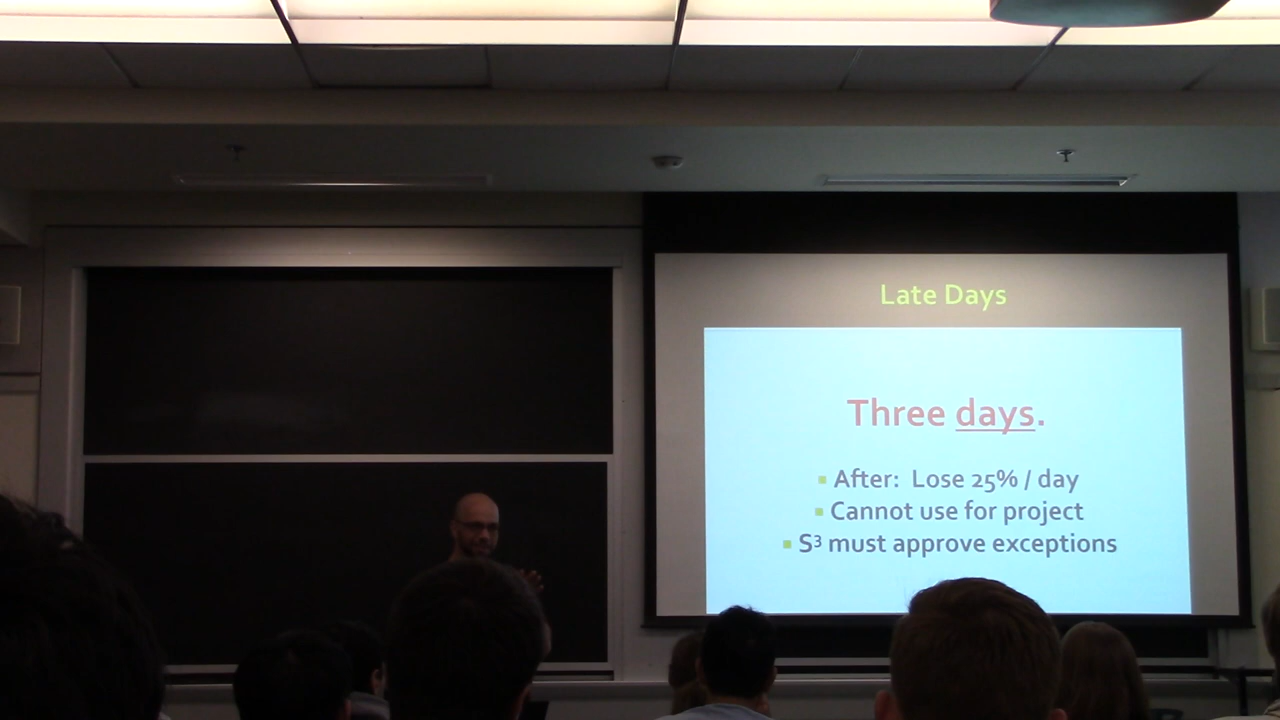 Late Days
Three days.
▪ After: Lose 25% / day
▪ Cannot use for project
▪ S³ must approve exceptions